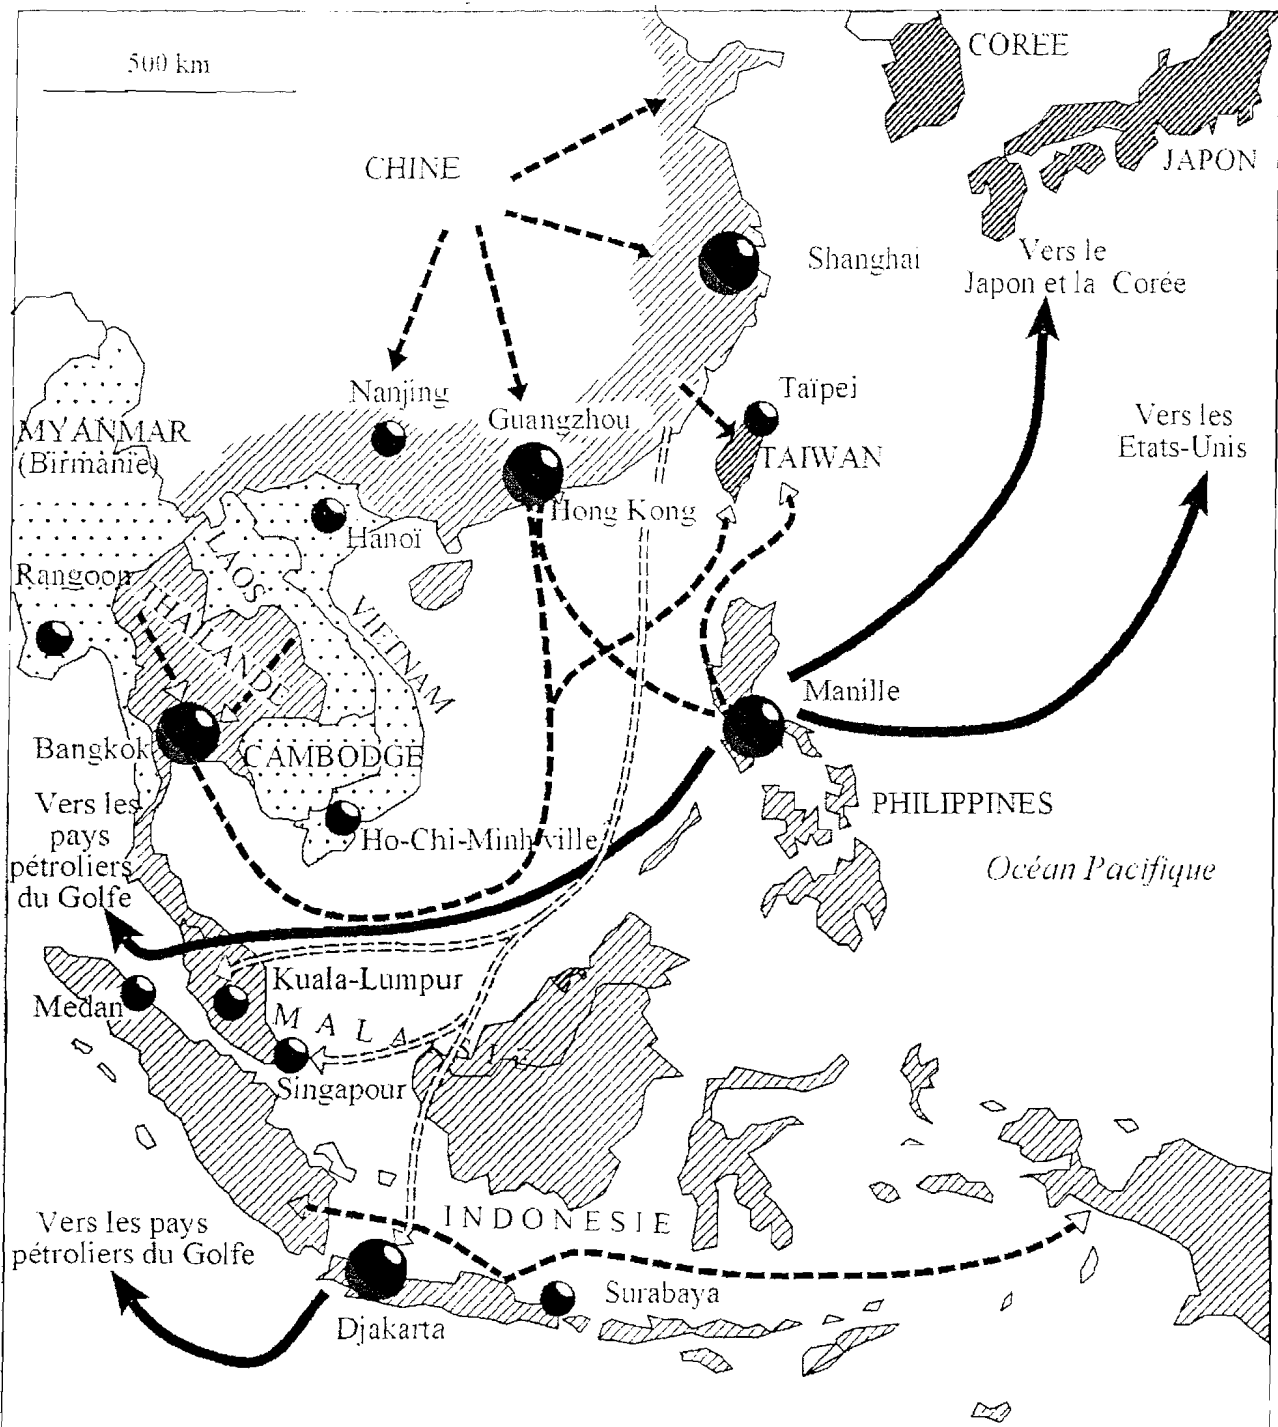 500 km
COREE
CHINE
JAPON
Shanghai
Vers le
Japon et la Corée
Nanjing
Taïpei
Guangzhou
Vers les
Etats-Unis
MYANMAR
(Birmanie)
TAIWAN
Hong Kong
Hanoï
LAOS
Rangoon
THAILANDE
VIETNAM
Manille
Bangkok
CAMBODGE
Vers les
pays
pétroliers
du Golfe
PHILIPPINES
Ho-Chi-Minh ville
Océan Pacifique
Kuala-Lumpur
Medan
MALAISIE
Singapour
INDONESIE
Vers les pays
pétroliers du Golfe
Surabaya
Djakarta